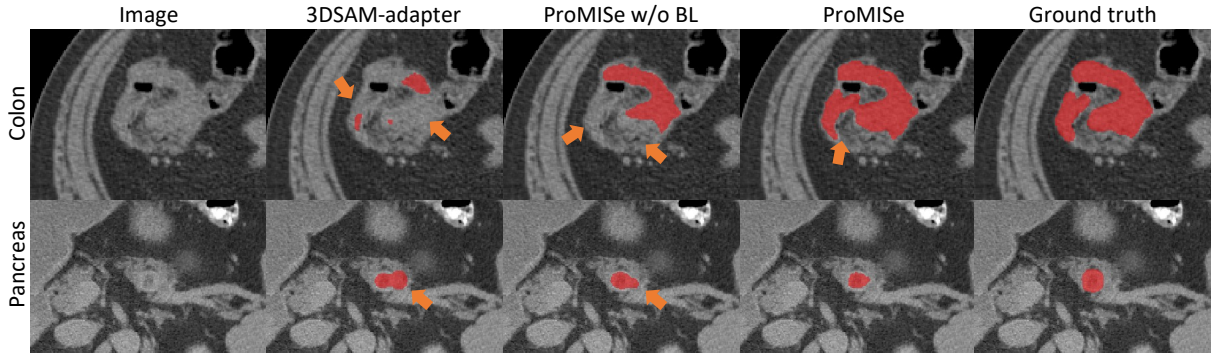 Image 3DSAM-adapter ProMISe w/o BL ProMISe Ground truth
Colon
Pancreas